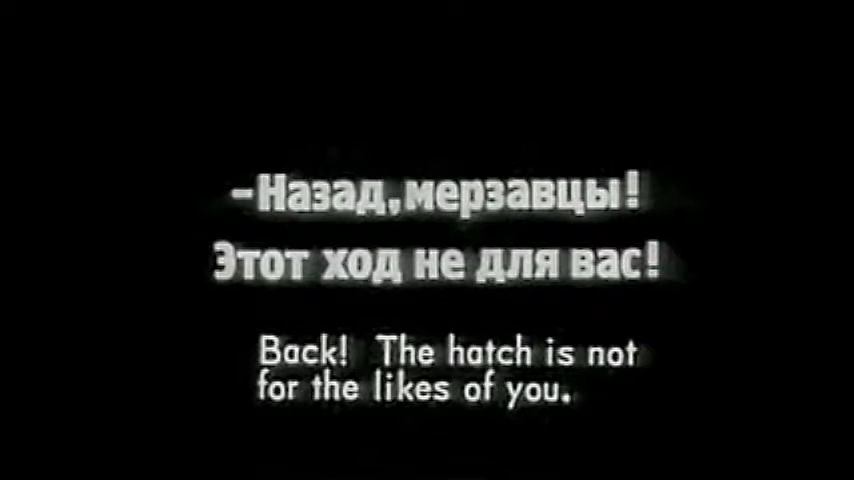 -Назад, мерзавцы!
Этот ход не для вас!
Back! The hatch is not
for the likes of you.